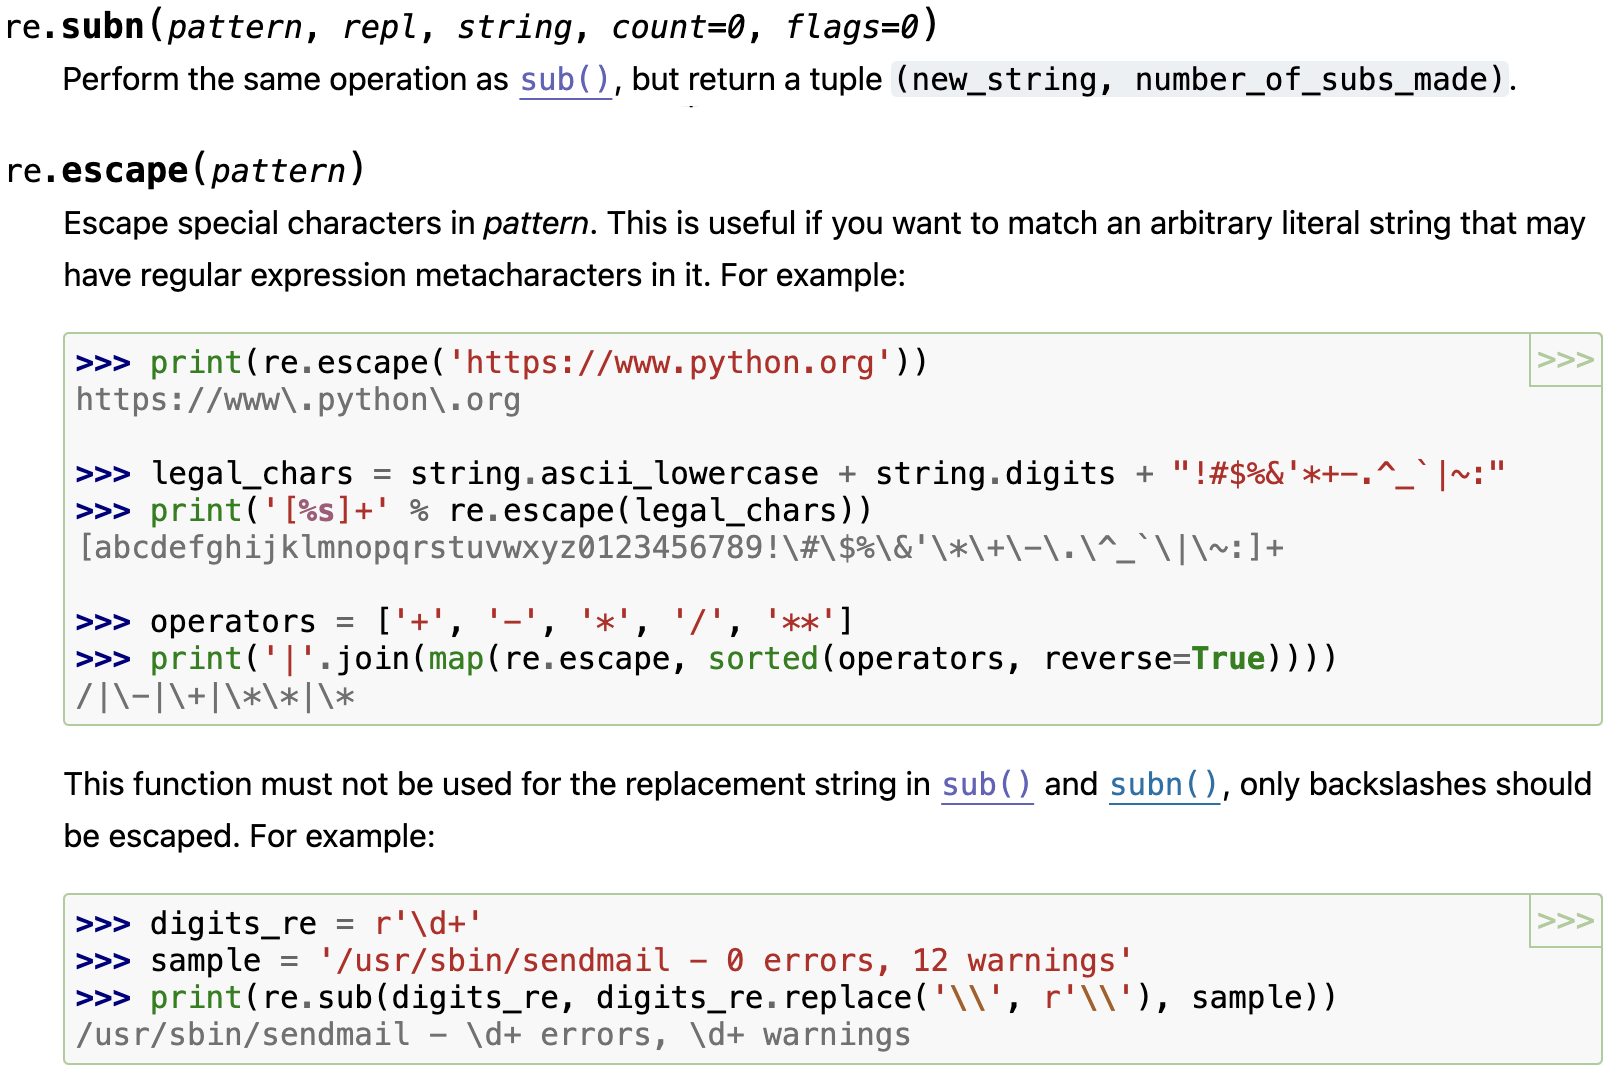 re.subn(pattern, repl, string, count=0, flags=0)
Perform the same operation as sub(), but return a tuple (new_string, number_of_subs_made).
re.escape(pattern)
Escape special characters in pattern. This is useful if you want to match an arbitrary literal string that may
have regular expression metacharacters in it. For example:
>>> print(re.escape('https://www.python.org')) >>>
https://www\.python\.org
>>> legal_chars = string.ascii_lowercase + string.digits + "!#$%&'*+-.^_`|~:"
>>> print('[%s]+' % re.escape(legal_chars))
[abcdefghijklmnopqrstuvwxyz0123456789!\#\$%\&'\*\+\-\.\^_`\|\~:]+
>>> operators = ['+', '-', '*', '/', '**']
>>> print('|'.join(map(re.escape, sorted(operators, reverse=True))))
/|\-|\+|\*\*|\*
This function must not be used for the replacement string in sub() and subn(), only backslashes should
be escaped. For example:
>>> digits_re = r'\d+' >>>
>>> sample = '/usr/sbin/sendmail - 0 errors, 12 warnings'
>>> print(re.sub(digits_re, digits_re.replace('\\', r'\\'), sample))
/usr/sbin/sendmail - \d+ errors, \d+ warnings